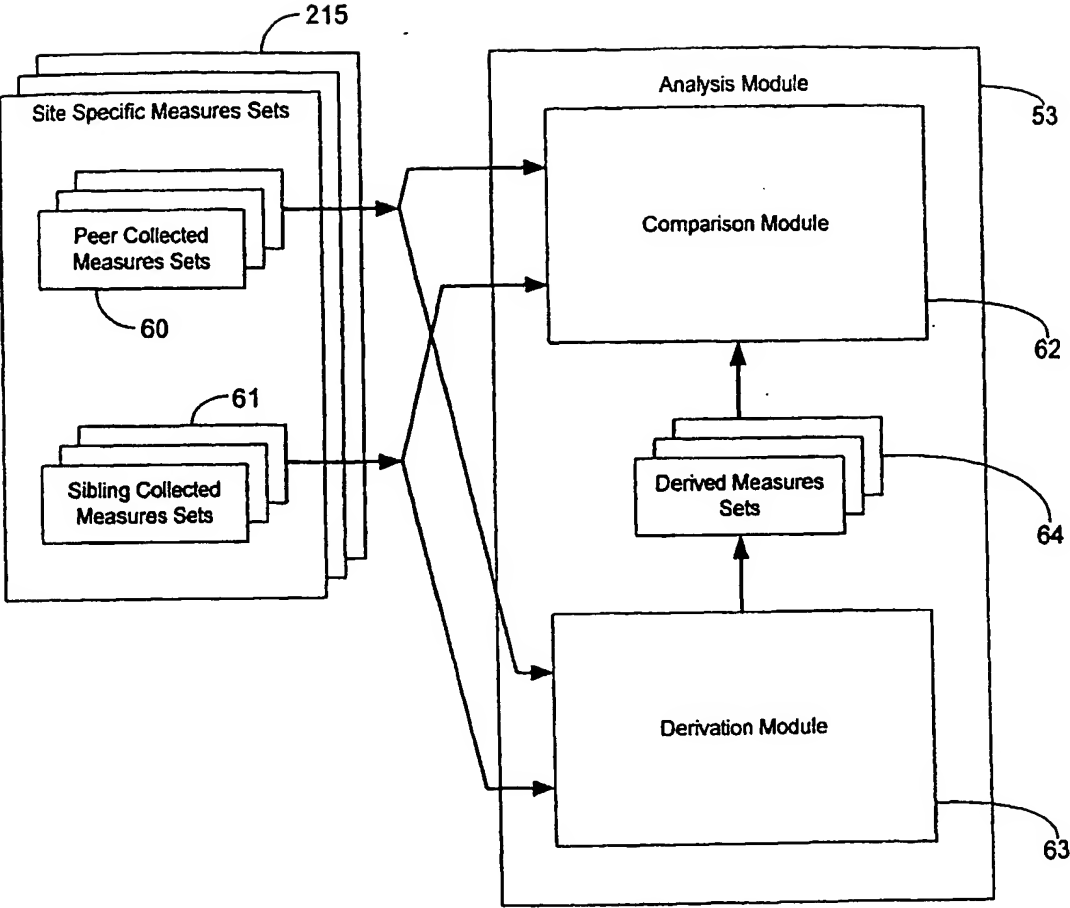 215
Site Specific Measures Sets
Peer Collected
Measures Sets
60
61
Sibling Collected
Measures Sets
Analysis Module
53
Comparison Module
62
Derived Measures
Sets
64
Derivation Module
63